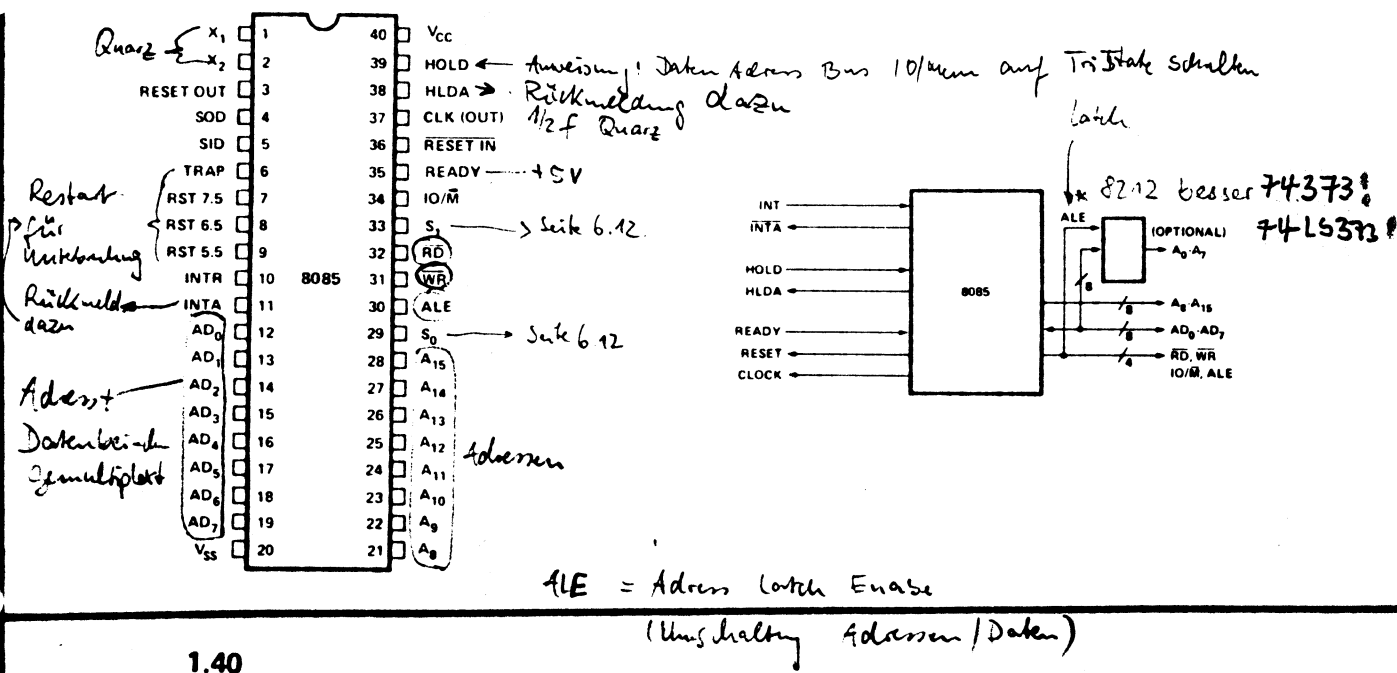 Quarz
X1 1 40 VCC
X2 2 39 HOLD Anweisung! Daten Adress Bus IO/mem auf TriState schalten
RESET OUT 3 38 HLDA Rückmeldung dazu
SOD 4 37 CLK (OUT) 1/2 f Quarz
SID 5 36 RESET IN
TRAP 6 35 READY +5V
RST 7.5 7 34 IO/M
RST 6.5 8 33 S1 Seite 6.12
RST 5.5 9 32 RD
INTR 10 8085 31 WR
INTA 11 30 ALE
AD0 12 29 S0 Seite 6.12
AD1 13 28 A15
AD2 14 27 A14
AD3 15 26 A13
AD4 16 25 A12
AD5 17 24 A11
AD6 18 23 A10
AD7 19 22 A9
VSS 20 21 A8
Restart
für
Rückmeld
dazu
Adress+
gemultiplext
Adressen
Latch
* 8212 besser 74373!
74LS373!
ALE
(OPTIONAL)
A0-A7
8
INT
INTA
HOLD
HLDA
READY
RESET
CLOCK
8085
8 A8-A15
8 AD0-AD7
4 RD, WR
IO/M, ALE
ALE = Adress Latch Enabe
(Umschaltung Adressen/Daten)
1.40